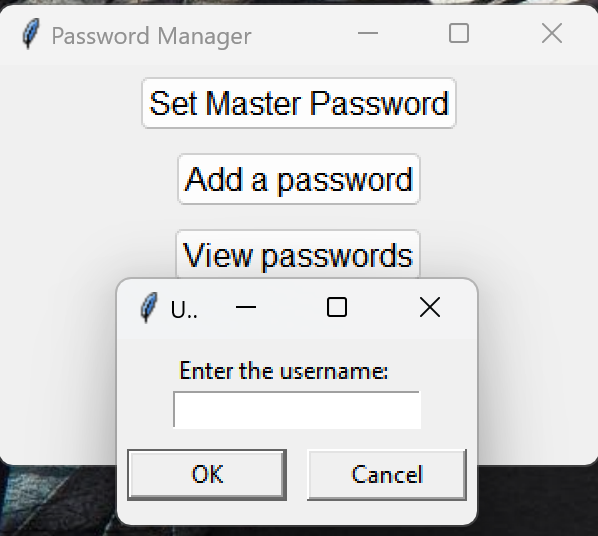 Password Manager
Set Master Password
Add a password
View passwords
U..
Enter the username:
OK
Cancel